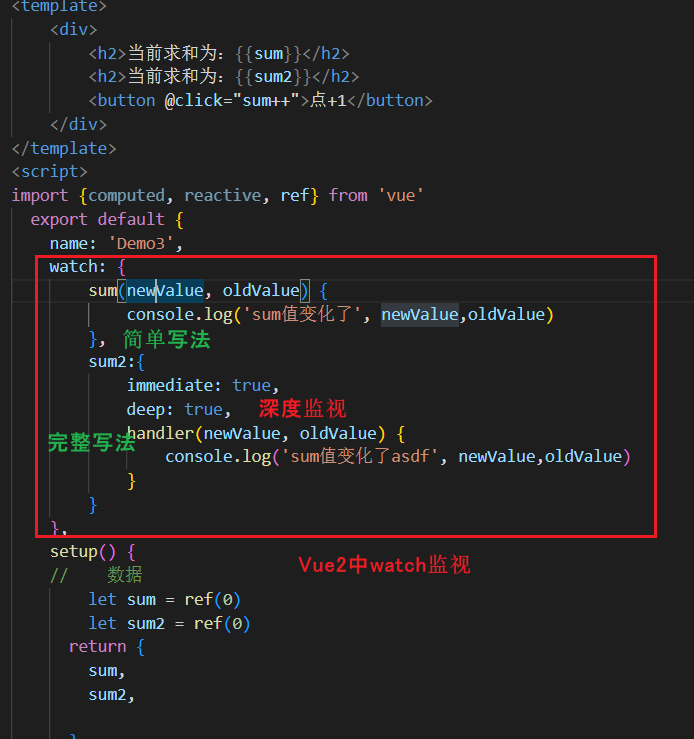 <template>
<div>
<h2>当前求和为: {{sum}}</h2>
<h2>当前求和为: {{sum2}}</h2>
<button @click="sum++">点+1</button>
</div>
</template>
<script>
import {computed, reactive, ref} from 'vue'
export default {
name: 'Demo3',
watch: {
sum(newValue, oldValue) {
console.log('sum值变化了', newValue,oldValue)
}, 简单写法
sum2:{
immediate: true,
deep: true, 深度监视
handler(newValue, oldValue) {
完整写法
console.log('sum值变化了asdf', newValue,oldValue)
}
}
},
setup() {
Vue2中watch监视
// 数据
let sum = ref(0)
let sum2 = ref(0)
return {
sum,
sum2,
}